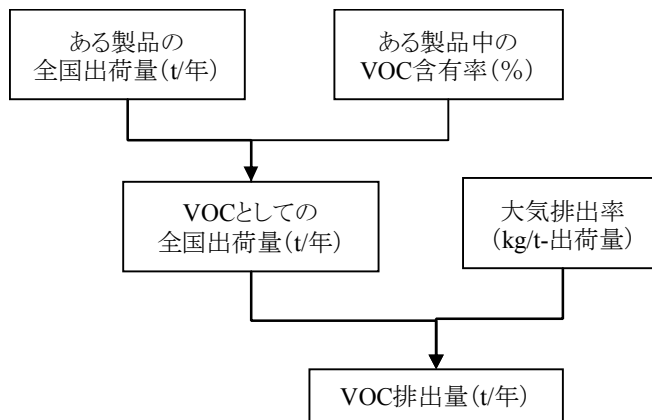 ある製品の
全国出荷量(t/年)
ある製品中の
VOC含有率(%)
VOCとしての
全国出荷量(t/年)
大気排出率
(kg/t-出荷量)
VOC排出量(t/年)